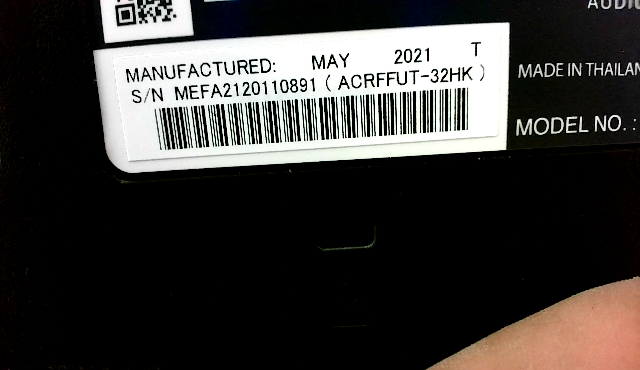 MANUFACTURED: MAY 2021 T
S/N MEFA2120110891 ( ACRFFUT-32HK )
MADE IN THAILAN
MODEL NO. :